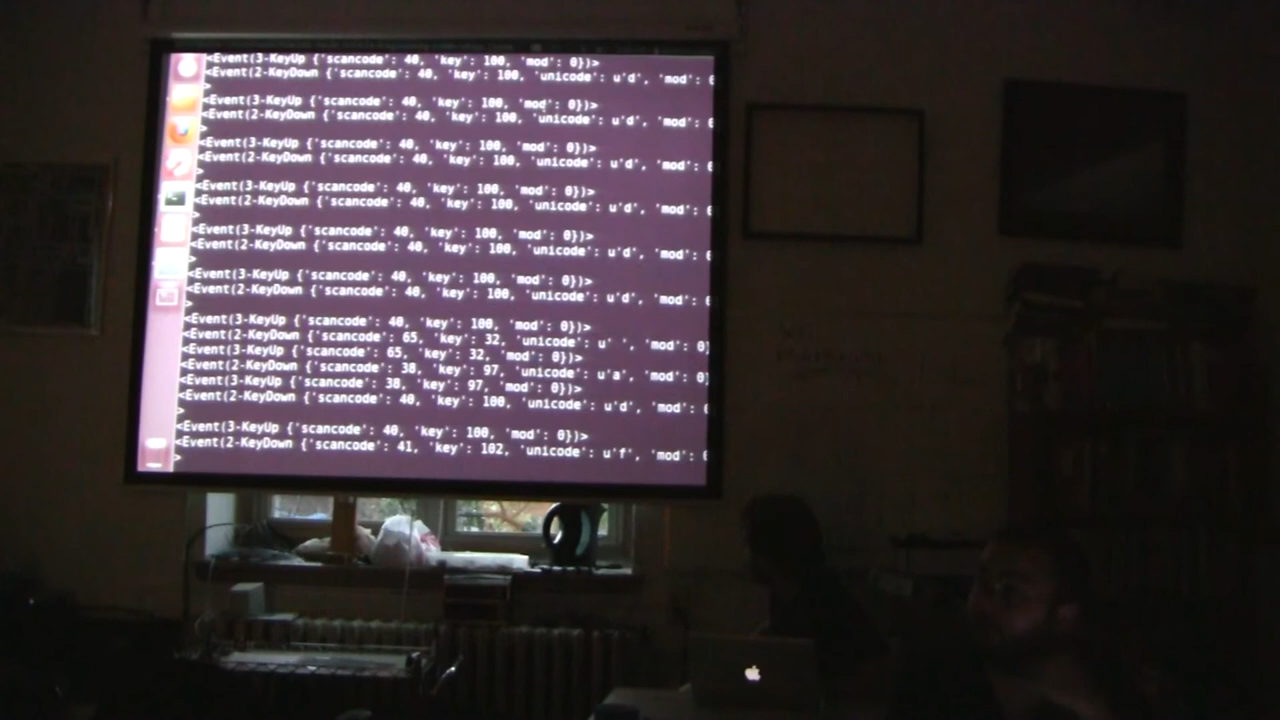 <Event(3-KeyUp {'scancode': 40, 'key': 100, 'mod': 0})>
<Event(2-KeyDown {'scancode': 40, 'key': 100, 'unicode': u'd', 'mod': 0
>
<Event(3-KeyUp {'scancode': 40, 'key': 100, 'mod': 0})>
<Event(2-KeyDown {'scancode': 40, 'key': 100, 'unicode': u'd', 'mod': 0
>
<Event(3-KeyUp {'scancode': 40, 'key': 100, 'mod': 0})>
<Event(2-KeyDown {'scancode': 40, 'key': 100, 'unicode': u'd', 'mod': 0
>
<Event(3-KeyUp {'scancode': 40, 'key': 100, 'mod': 0})>
<Event(2-KeyDown {'scancode': 40, 'key': 100, 'unicode': u'd', 'mod': 0
>
<Event(3-KeyUp {'scancode': 40, 'key': 100, 'mod': 0})>
<Event(2-KeyDown {'scancode': 40, 'key': 100, 'unicode': u'd', 'mod': 0
>
<Event(3-KeyUp {'scancode': 40, 'key': 100, 'mod': 0})>
<Event(2-KeyDown {'scancode': 40, 'key': 100, 'unicode': u'd', 'mod': 0
>
<Event(3-KeyUp {'scancode': 40, 'key': 100, 'mod': 0})>
<Event(2-KeyDown {'scancode': 65, 'key': 32, 'unicode': u' ', 'mod': 0}
<Event(3-KeyUp {'scancode': 65, 'key': 32, 'mod': 0})>
<Event(2-KeyDown {'scancode': 38, 'key': 97, 'unicode': u'a', 'mod': 0}
<Event(3-KeyUp {'scancode': 38, 'key': 97, 'mod': 0})>
<Event(2-KeyDown {'scancode': 40, 'key': 100, 'unicode': u'd', 'mod': 0
>
<Event(3-KeyUp {'scancode': 40, 'key': 100, 'mod': 0})>
<Event(2-KeyDown {'scancode': 41, 'key': 102, 'unicode': u'f', 'mod': 0
>